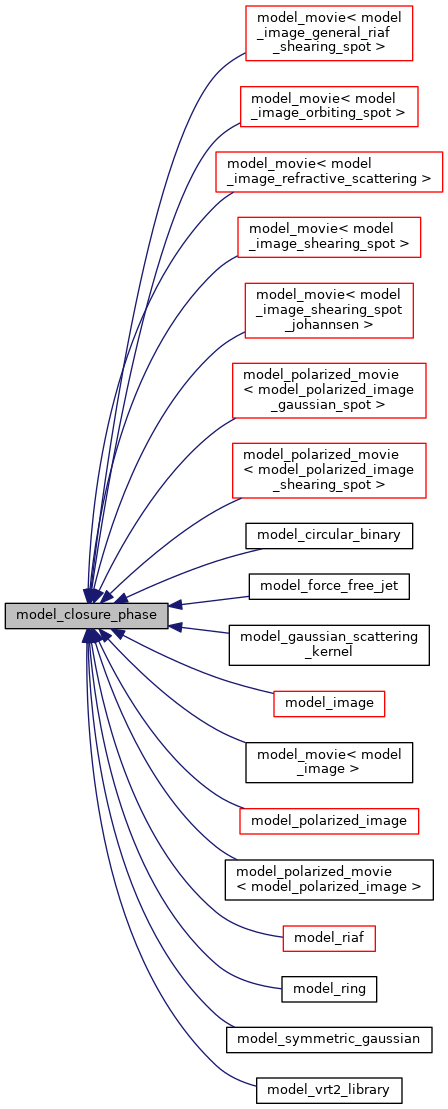 model_movie< model
_image_general_riaf
_shearing_spot >
model_movie< model
_image_orbiting_spot >
model_movie< model
_image_refractive_scattering >
model_movie< model
_image_shearing_spot >
model_movie< model
_image_shearing_spot
_johannsen >
model_polarized_movie
< model_polarized_image
_gaussian_spot >
model_polarized_movie
< model_polarized_image
_shearing_spot >
model_circular_binary
model_force_free_jet
model_closure_phase
model_gaussian_scattering
_kernel
model_image
model_movie< model
_image >
model_polarized_image
model_polarized_movie
< model_polarized_image >
model_riaf
model_ring
model_symmetric_gaussian
model_vrt2_library